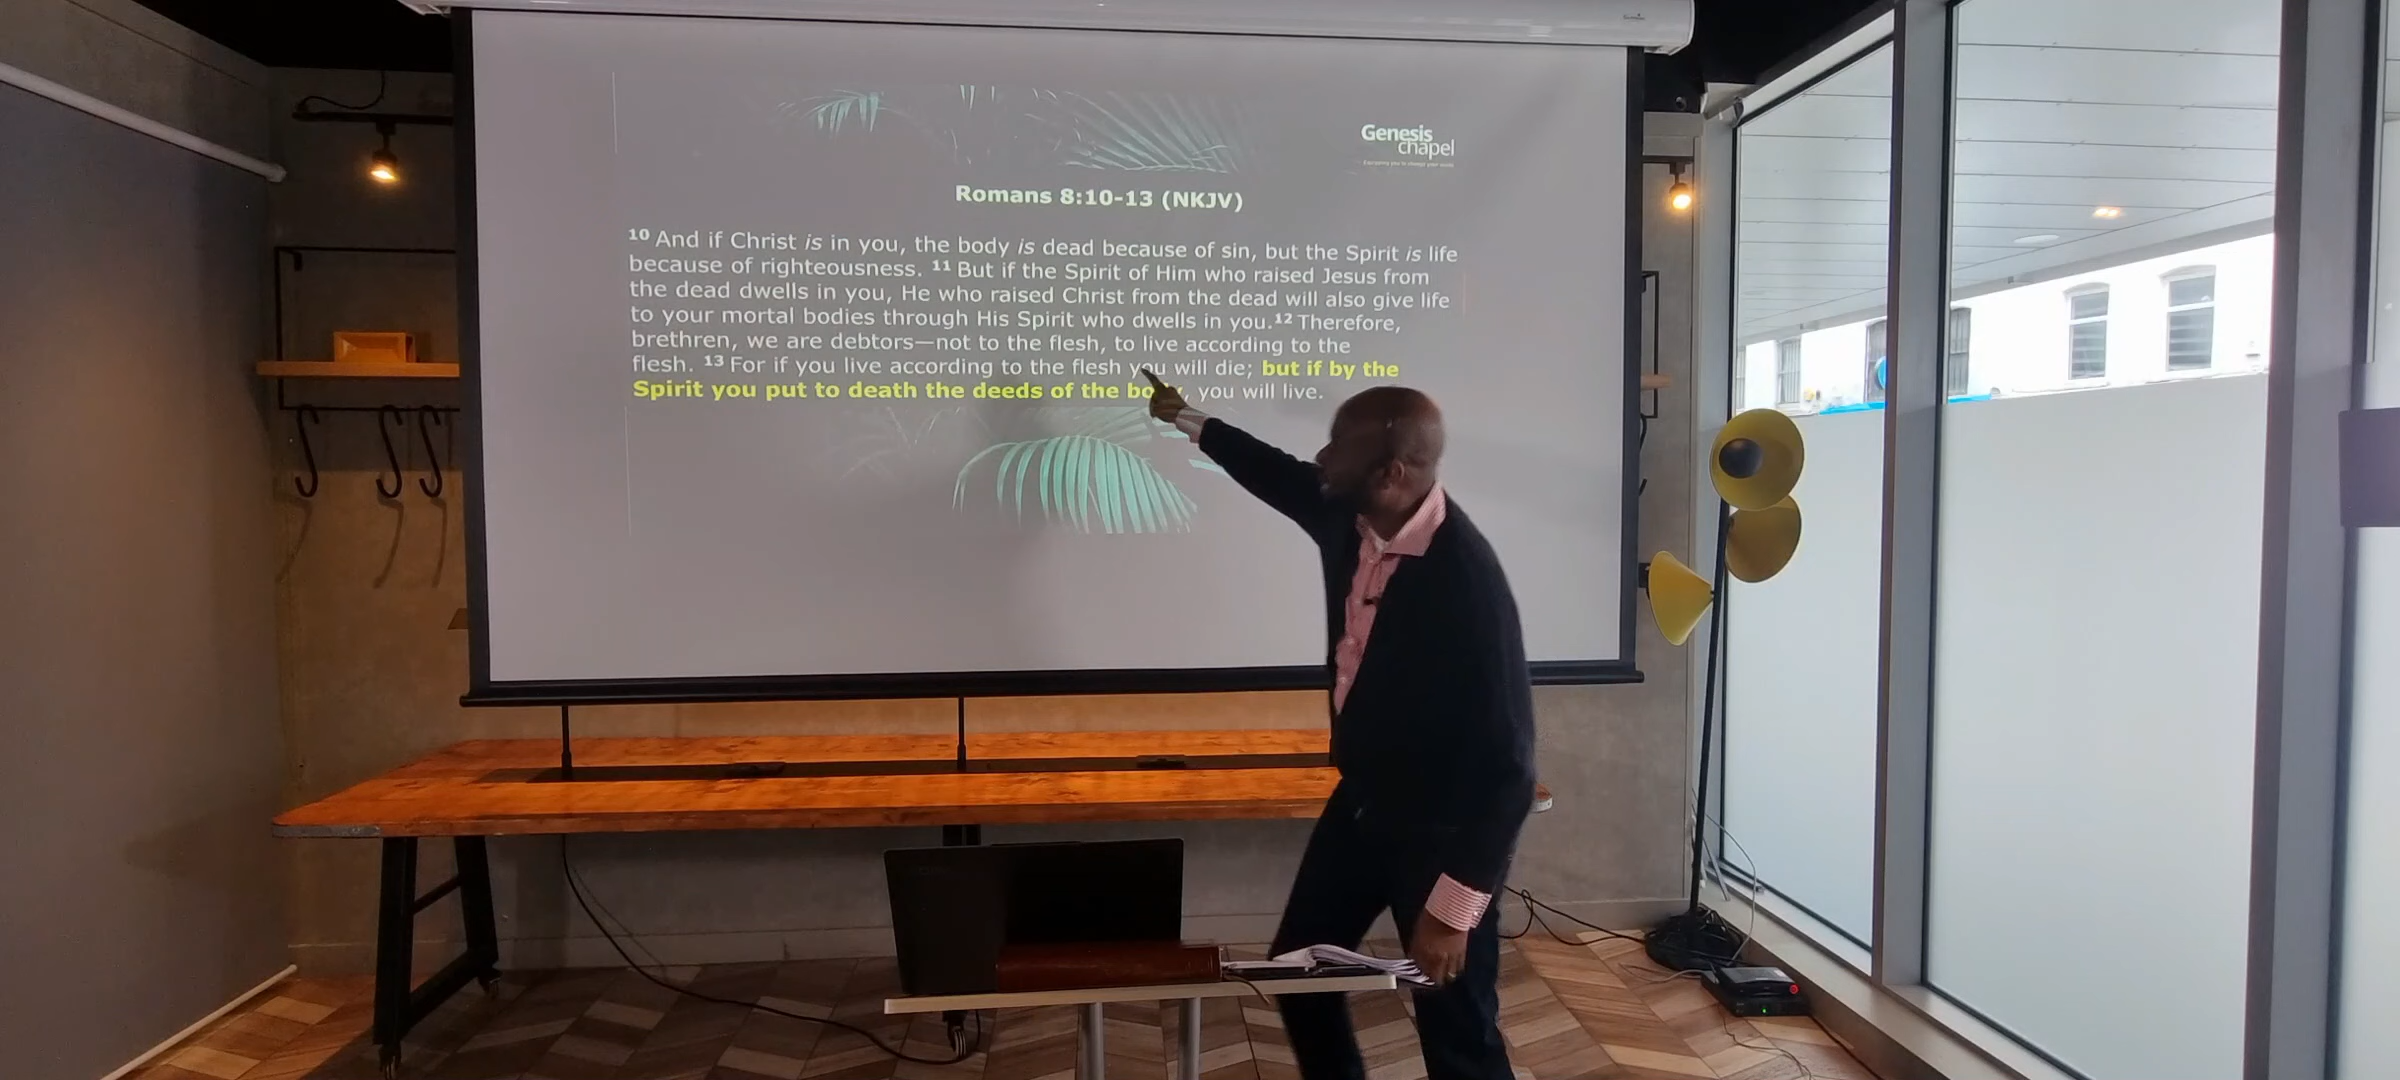 Genesis
chapel
Romans 8:10-13 (NKJV)
10 And if Christ is in you, the body is dead because of sin, but the Spirit is life
because of righteousness. 11 But if the Spirit of Him who raised Jesus from
the dead dwells in you, He who raised Christ from the dead will also give life
to your mortal bodies through His Spirit who dwells in you.12 Therefore,
brethren, we are debtors—not to the flesh, to live according to the
flesh. 13 For if you live according to the flesh you will die; but if by the
Spirit you put to death the deeds of the body, you will live.